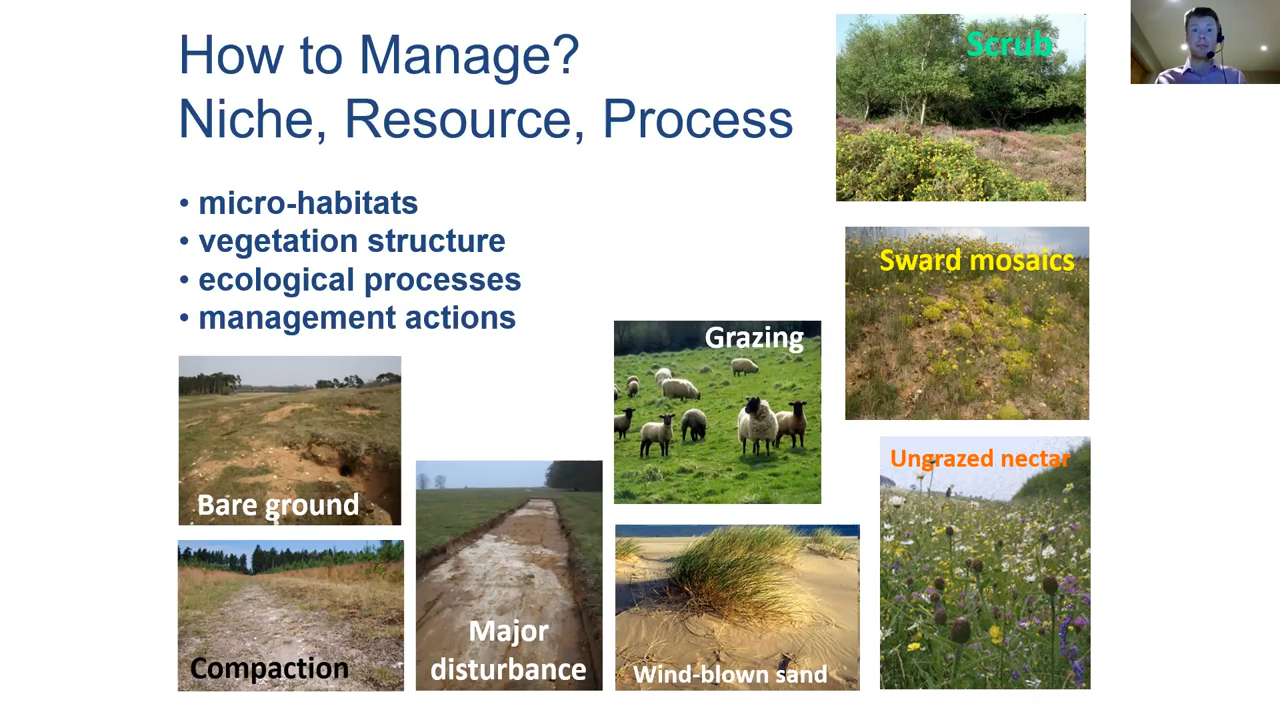 How to Manage?
Niche, Resource, Process
• micro-habitats
• vegetation structure
• ecological processes
• management actions
Scrub
Sward mosaics
Grazing
Ungrazed nectar
Bare ground
Compaction
Major
disturbance
Wind-blown sand